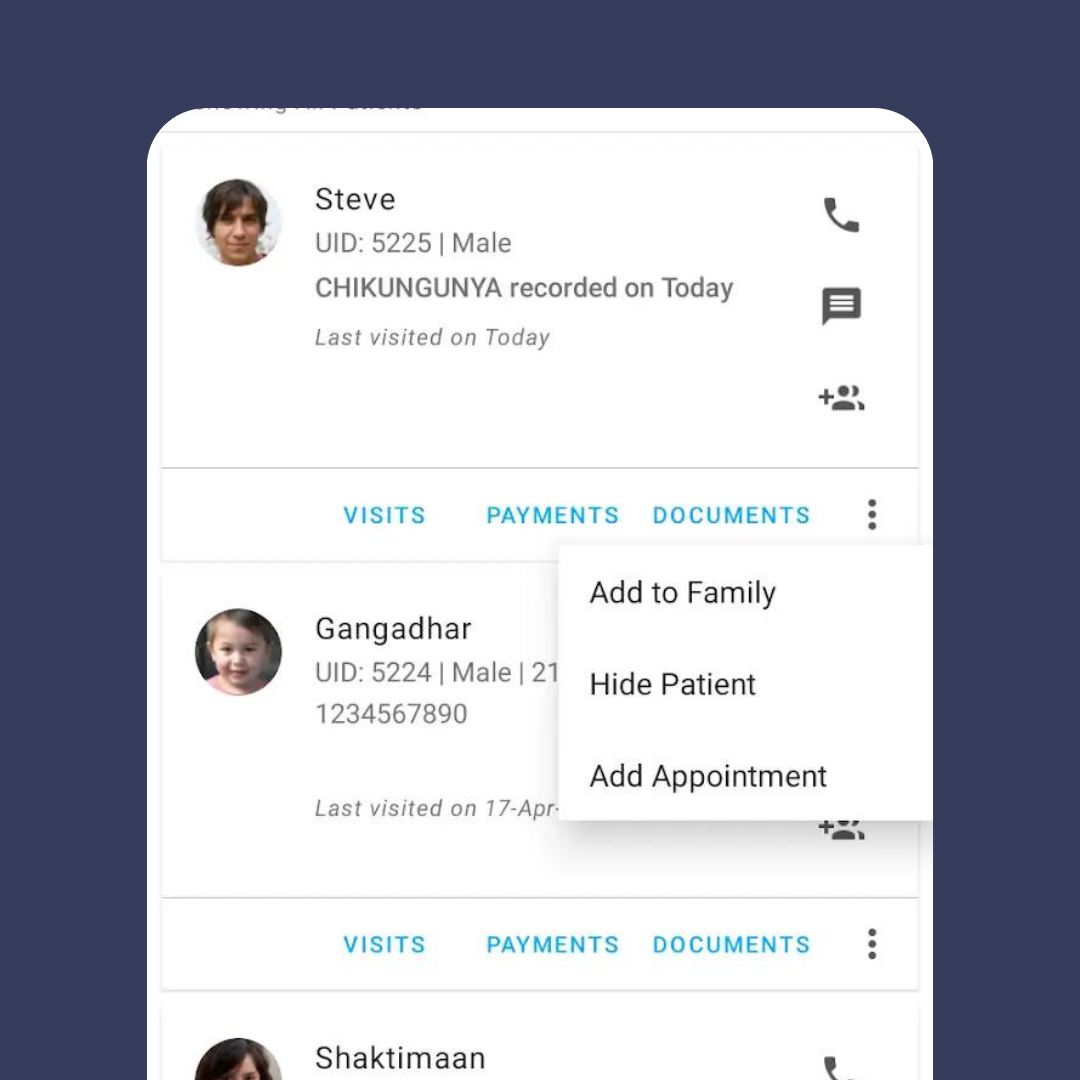 Steve
UID: 5225 | Male
CHIKUNGUNYA recorded on Today
Last visited on Today
VISITS PAYMENTS DOCUMENTS
Add to Family
Hide Patient
Add Appointment
Gangadhar
UID: 5224 | Male | 21
1234567890
Last visited on 17-Apr-
VISITS PAYMENTS DOCUMENTS
Shaktimaan